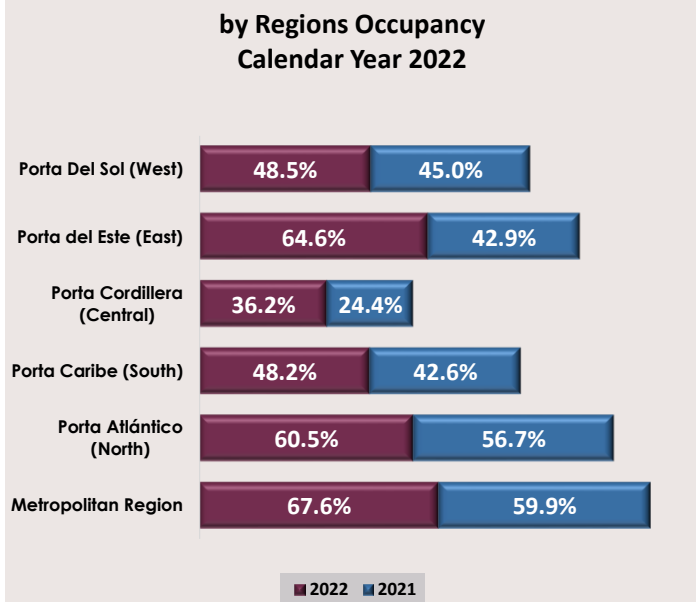 by Regions Occupancy
Calendar Year 2022
Porta Del Sol (West)
48.5%
45.0%
Porta del Este (East)
64.6%
42.9%
Porta Cordillera
(Central)
36.2%
24.4%
Porta Caribe (South)
48.2%
42.6%
Porta Atlántico
(North)
60.5%
56.7%
Metropolitan Region
67.6%
59.9%
2022
2021